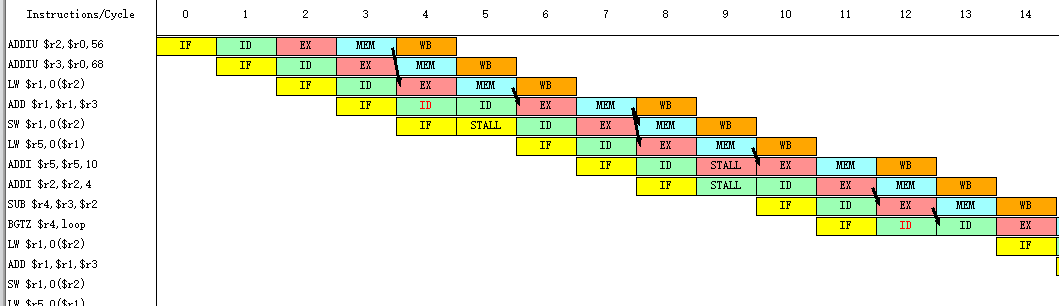 Instructions/Cycle 0 1 2 3 4 5 6 7 8 9 10 11 12 13 14
ADDIU $r2,$r0,56 IF ID EX MEM WB
ADDIU $r3,$r0,68 IF ID EX MEM WB
LW $r1,0($r2) IF ID EX MEM WB
ADD $r1,$r1,$r3 IF ID ID EX MEM WB
SW $r1,0($r2) IF STALL ID EX MEM WB
LW $r5,0($r1) IF ID EX MEM WB
ADDI $r5,$r5,10 IF ID STALL EX MEM WB
ADDI $r2,$r2,4 IF STALL ID EX MEM WB
SUB $r4,$r3,$r2 IF ID EX MEM WB
BGTZ $r4,loop IF ID ID EX
LW $r1,0($r2) IF
ADD $r1,$r1,$r3
SW $r1,0($r2)
LW $r5,0($r1)